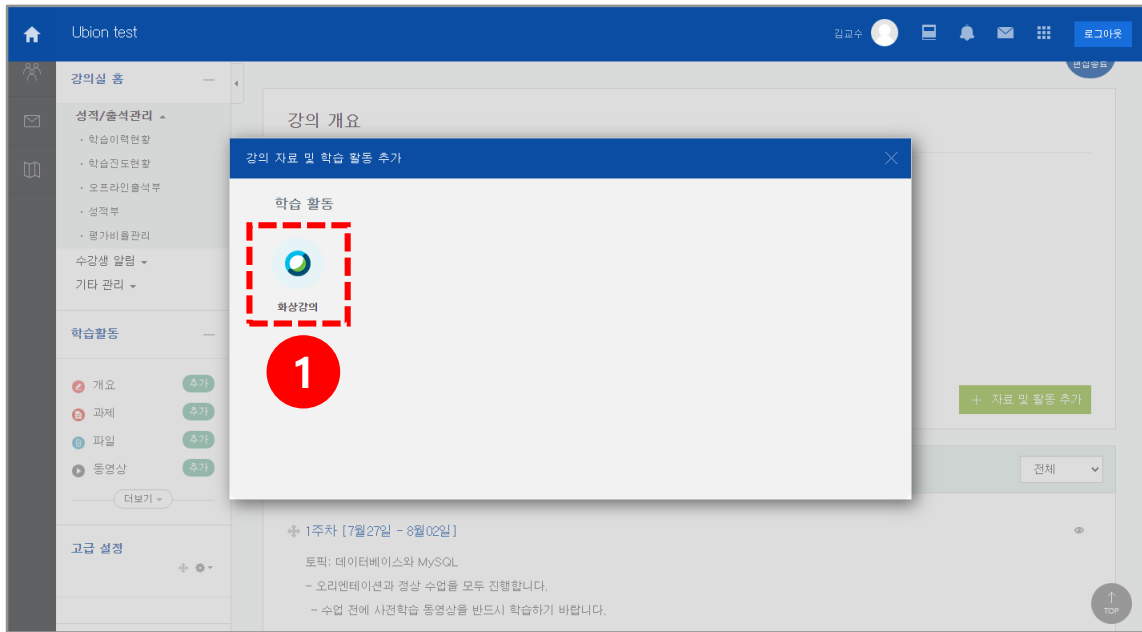 Ubion test
김교수
로그아웃
편집종료
강의실 홈
성적/출석관리
· 학습이력현황
· 학습진도현황
· 오프라인출석부
· 성적부
· 평가비율관리
수강생 알림
기타 관리
학습활동
개요 추가
과제 추가
파일 추가
동영상 추가
더보기
고급 설정
강의 개요
강의 자료 및 학습 활동 추가
학습 활동
화상강의
1
+ 자료 및 활동 추가
전체
1주차 [7월27일 - 8월02일]
토픽: 데이터베이스와 MySQL
- 오리엔테이션과 정상 수업을 모두 진행합니다.
- 수업 전에 사전학습 동영상을 반드시 학습하기 바랍니다.
TOP